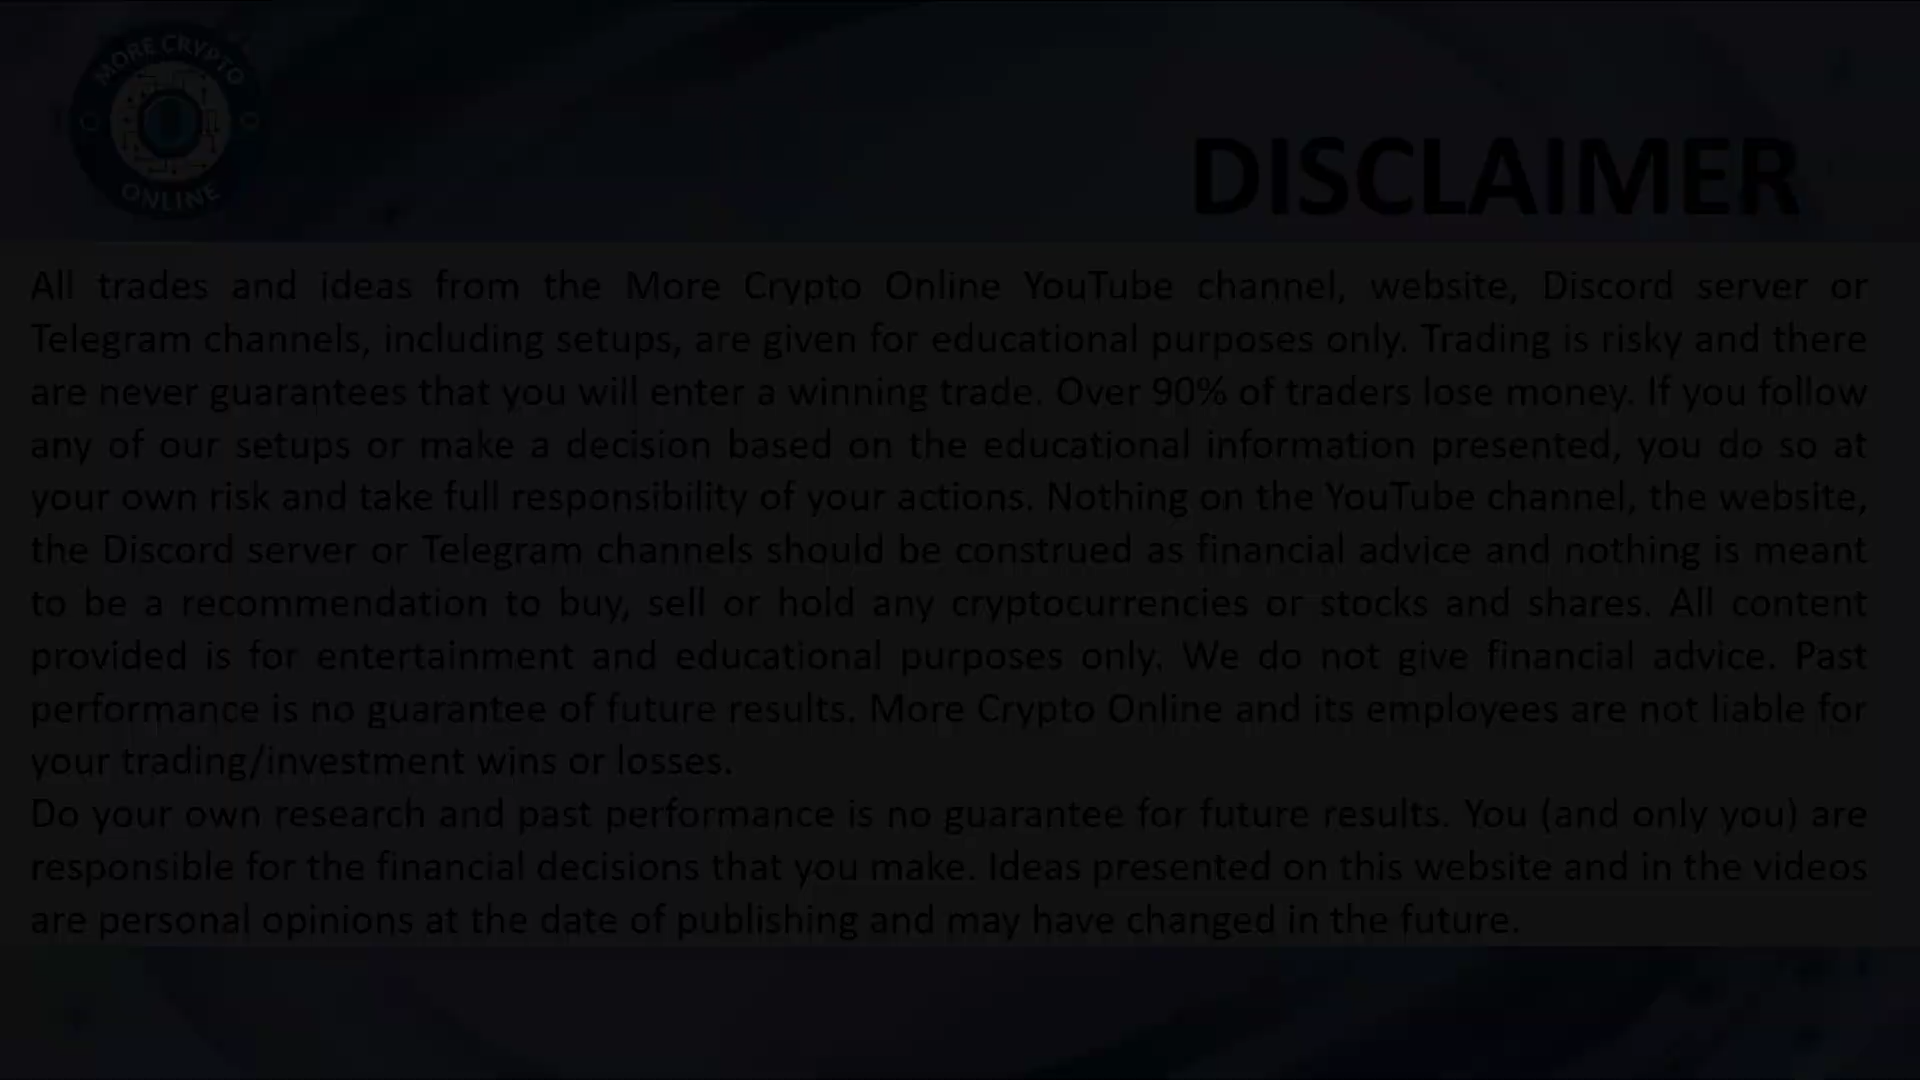 MORE CRYPTO
ONLINE
DISCLAIMER
All trades and ideas from the More Crypto Online YouTube channel, website, Discord server or
Telegram channels, including setups, are given for educational purposes only. Trading is risky and there
are never guarantees that you will enter a winning trade. Over 90% of traders lose money. If you follow
any of our setups or make a decision based on the educational information presented, you do so at
your own risk and take full responsibility of your actions. Nothing on the YouTube channel, the website,
the Discord server or Telegram channels should be construed as financial advice and nothing is meant
to be a recommendation to buy, sell or hold any cryptocurrencies or stocks and shares. All content
provided is for entertainment and educational purposes only. We do not give financial advice. Past
performance is no guarantee of future results. More Crypto Online and its employees are not liable for
your trading/investment wins or losses.
Do your own research and past performance is no guarantee for future results. You (and only you) are
responsible for the financial decisions that you make. Ideas presented on this website and in the videos
are personal opinions at the date of publishing and may have changed in the future.